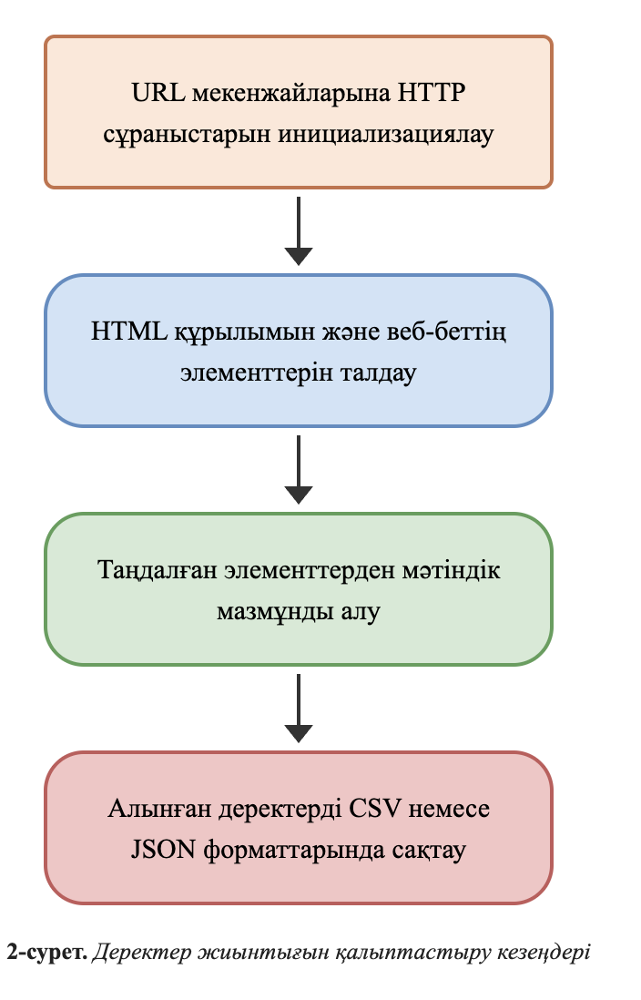 URL мекенжайларына HTTP
сұраныстарын инициализациялау
HTML құрылымын және веб-беттің
элементтерін талдау
Таңдалған элементтерден мәтіндік
мазмұнды алу
Алынған деректерді CSV немесе
JSON форматтарында сақтау
2-сурет. Деректер жиынтығын қалыптастыру кезеңдері